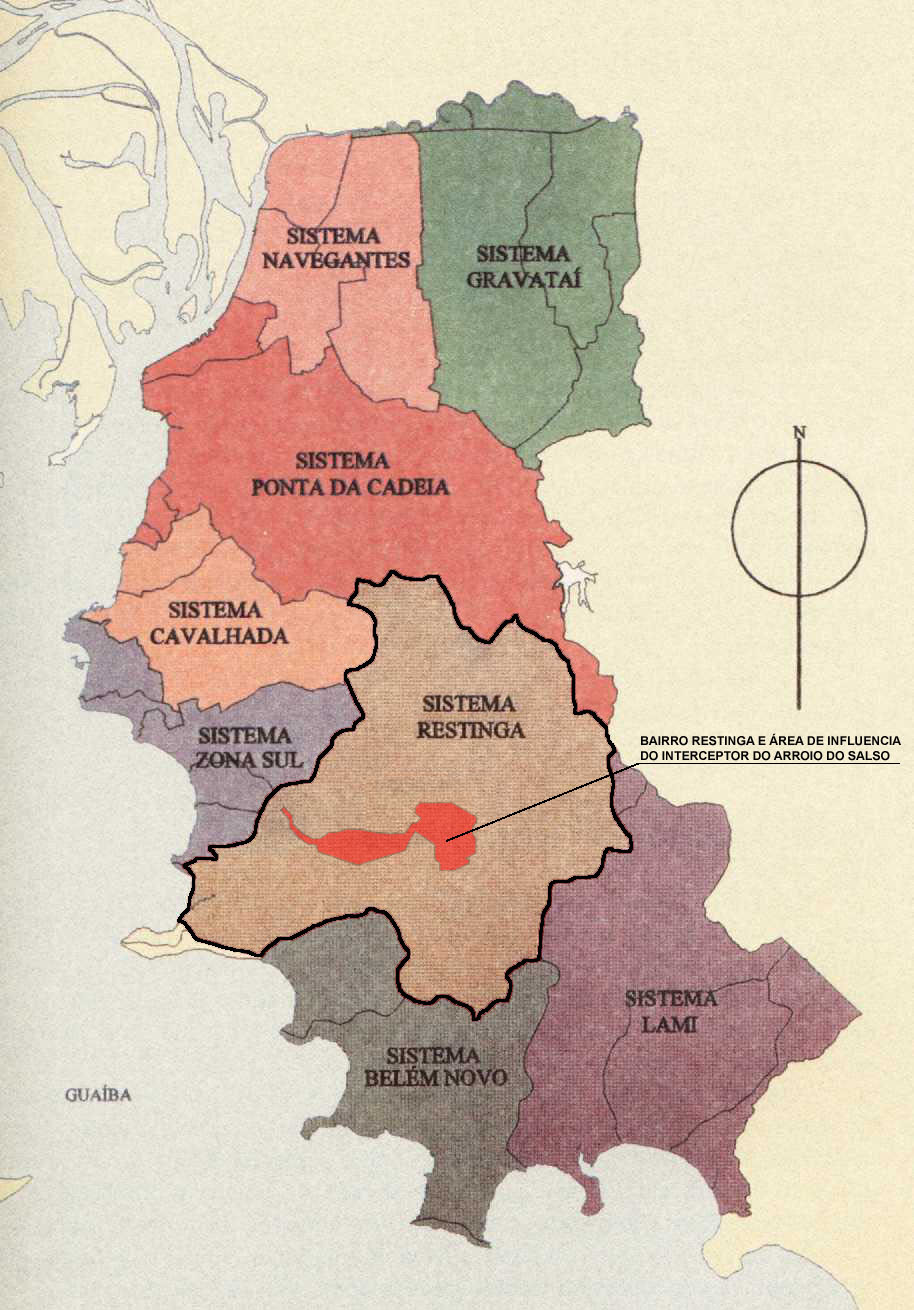 SISTEMA
NAVEGANTES
SISTEMA
GRAVATAÍ
N
SISTEMA
PONTA DA CADEIA
SISTEMA
CAVALHADA
SISTEMA
RESTINGA
SISTEMA
ZONA SUL
BAIRRO RESTINGA E ÁREA DE INFLUENCIA
DO INTERCEPTOR DO ARROIO DO SALSO
SISTEMA
LAMI
SISTEMA
BELÉM NOVO
GUAÍBA